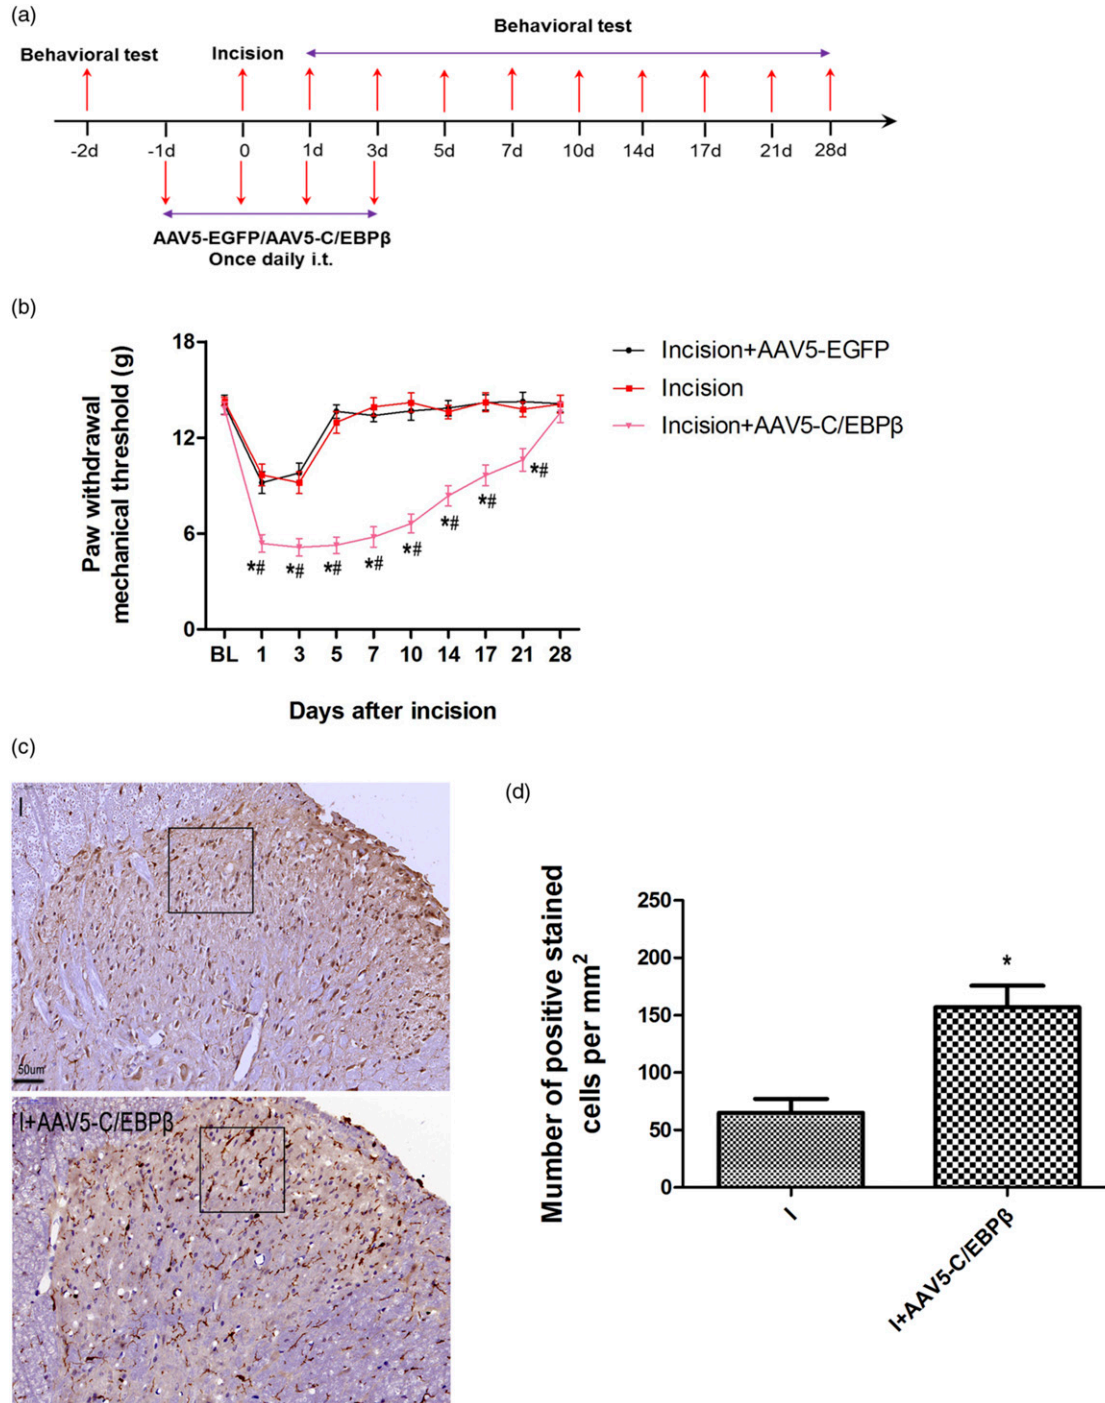 (a)
Behavioral test
Behavioral test Incision
-2d -1d 0 1d 3d 5d 7d 10d 14d 17d 21d 28d
AAV5-EGFP/AAV5-C/EBPβ
Once daily i.t.
(b)
Paw withdrawal
mechanical threshold (g)
18
12
6
0
*# *# *# *# *# *# *# *#
BL 1 3 5 7 10 14 17 21 28
Days after incision
Incision+AAV5-EGFP
Incision
Incision+AAV5-C/EBPβ
(c)
I
50um
I+AAV5-C/EBPβ
(d)
Mumber of positive stained
cells per mm²
250
200
150
100
50
0
*
I
I+AAV5-C/EBPβ